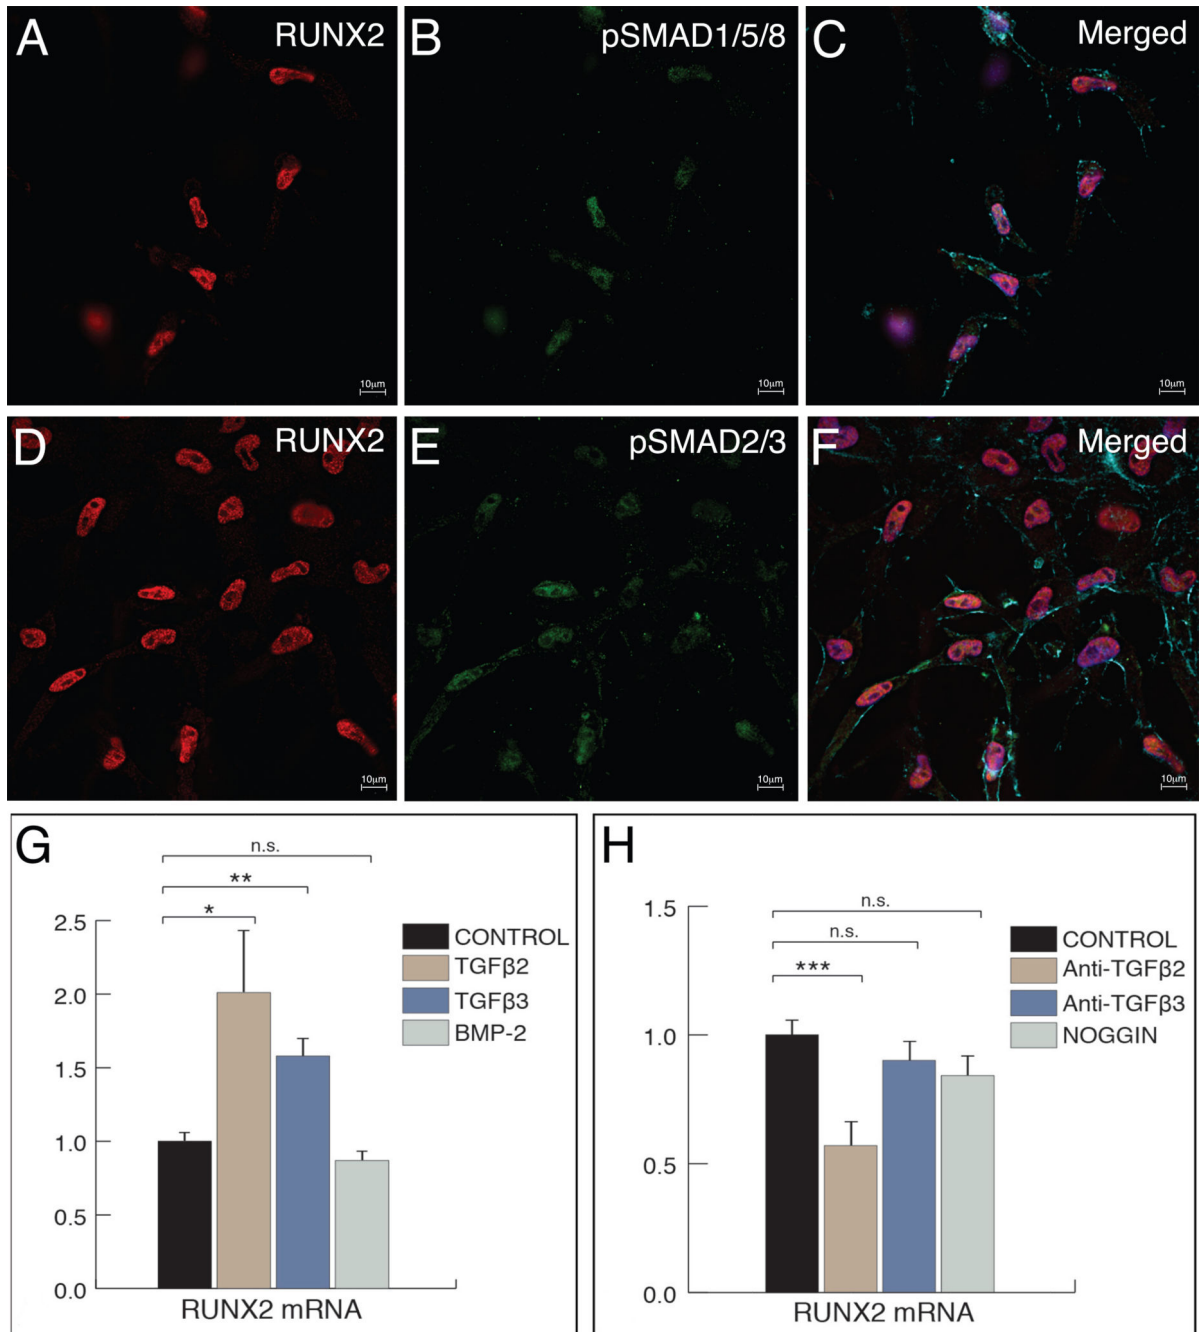 A RUNX2
B pSMAD1/5/8
C Merged
10μm
10μm
10μm
D RUNX2
E pSMAD2/3
F Merged
10μm
10μm
10μm
G
n.s.
**
*
2.5
2.0
1.5
1.0
0.5
0.0
CONTROL
TGFβ2
TGFβ3
BMP-2
RUNX2 mRNA
H
n.s.
n.s.
***
1.5
1.0
0.5
0.0
CONTROL
Anti-TGFβ2
Anti-TGFβ3
NOGGIN
RUNX2 mRNA